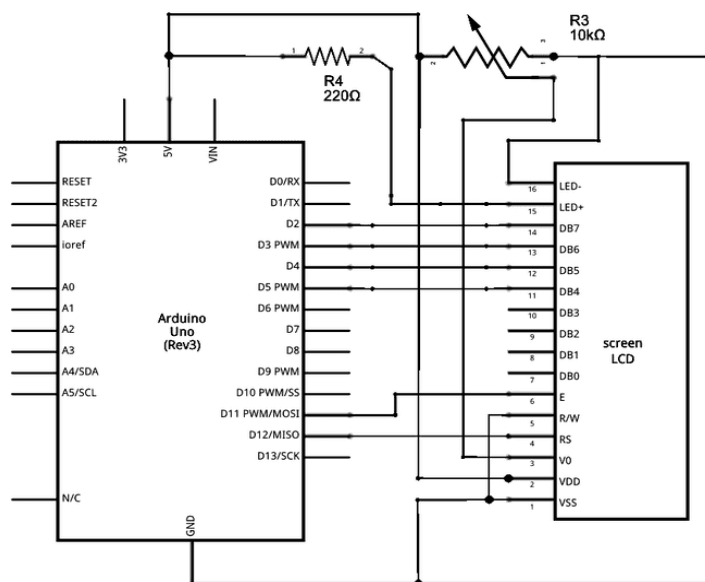 R3
10kΩ
1
2
R4
220Ω
2
1
3
3V3
5V
VIN
RESET
RESET2
AREF
ioref
A0
A1
A2
A3
A4/SDA
A5/SCL
N/C
D0/RX
D1/TX
D2
D3 PWM
D4
D5 PWM
D6 PWM
D7
D8
D9 PWM
D10 PWM/SS
D11 PWM/MOSI
D12/MISO
D13/SCK
Arduino
Uno
(Rev3)
GND
16
LED-
15
LED+
14
DB7
13
DB6
12
DB5
11
DB4
10
DB3
9
DB2
8
DB1
7
DB0
6
E
5
R/W
4
RS
3
V0
2
VDD
1
VSS
screen
LCD